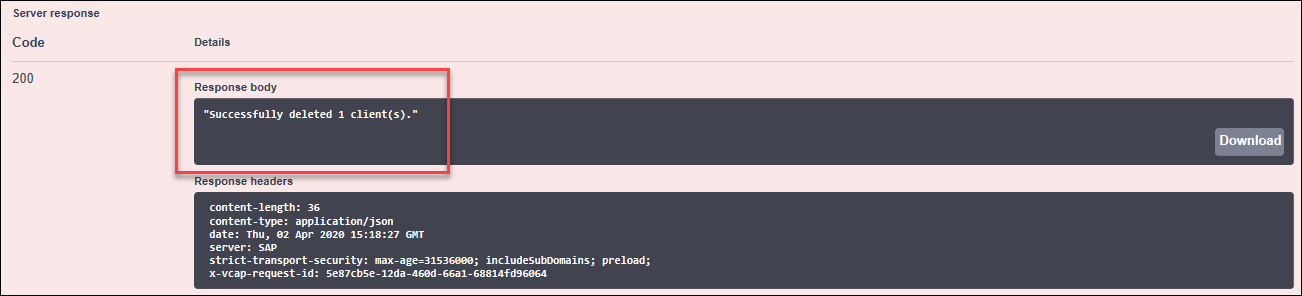 Server response
Code Details
200
Response body
"Successfully deleted 1 client(s)."
Download
Response headers
content-length: 36
content-type: application/json
date: Thu, 02 Apr 2020 15:18:27 GMT
server: SAP
strict-transport-security: max-age=31536000; includeSubDomains; preload;
x-vcap-request-id: 5e87cb5e-12da-460d-66a1-68814fd96064